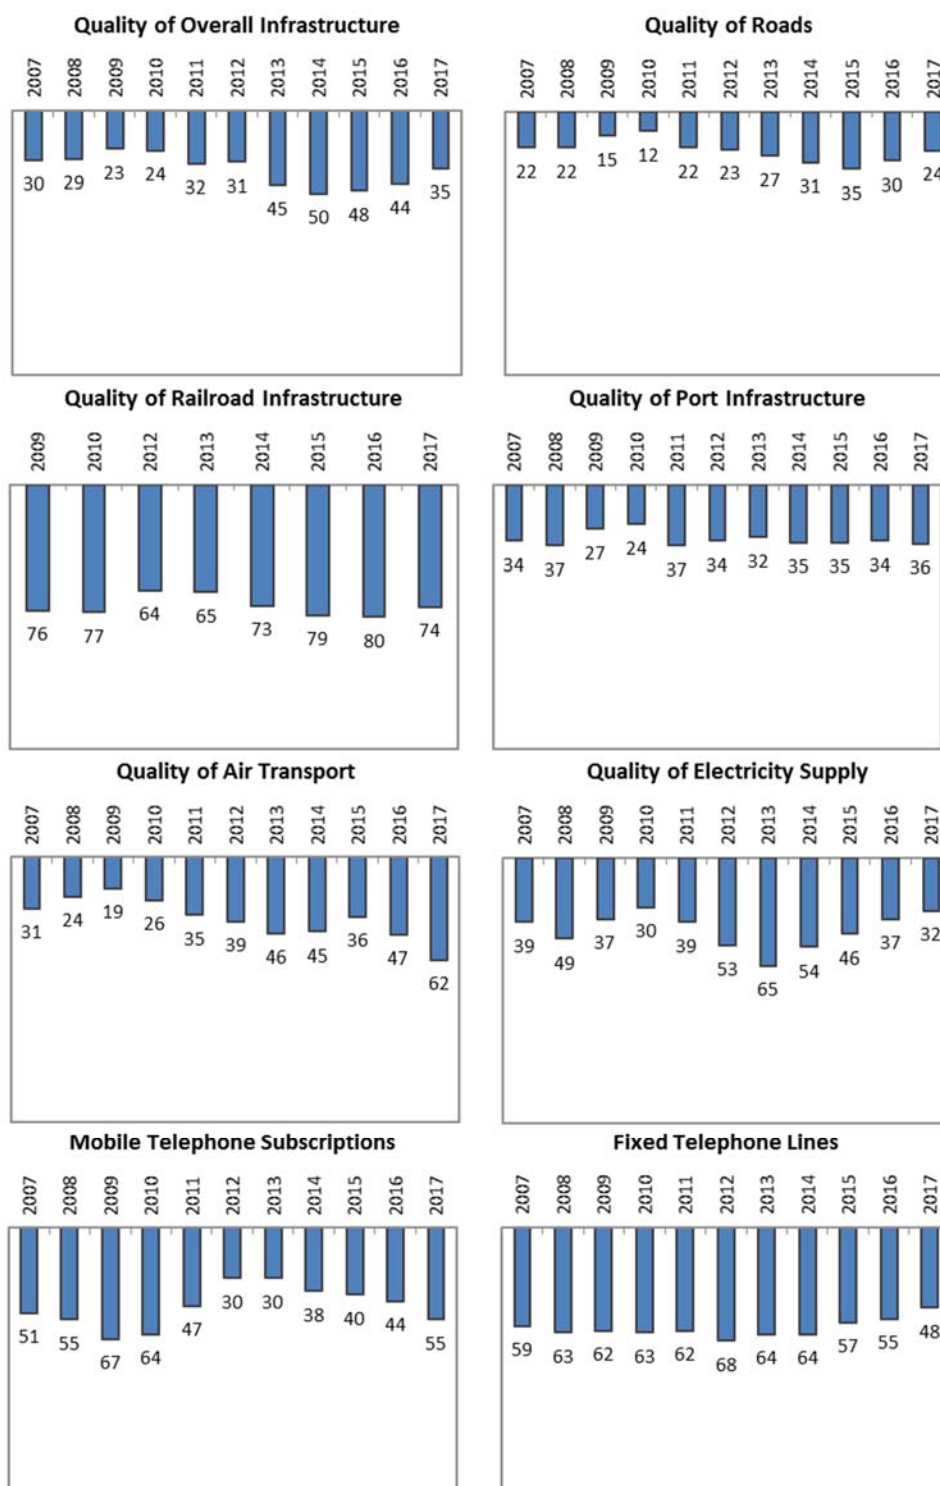 Quality of Overall Infrastructure
2007 2008 2009 2010 2011 2012 2013 2014 2015 2016 2017
30 29 23 24 32 31 45 50 48 44 35
Quality of Roads
2007 2008 2009 2010 2011 2012 2013 2014 2015 2016 2017
22 22 15 12 22 23 27 31 35 30 24
Quality of Railroad Infrastructure
2009 2010 2012 2013 2014 2015 2016 2017
76 77 64 65 73 79 80 74
Quality of Port Infrastructure
2007 2008 2009 2010 2011 2012 2013 2014 2015 2016 2017
34 37 27 24 37 34 32 35 35 34 36
Quality of Air Transport
2007 2008 2009 2010 2011 2012 2013 2014 2015 2016 2017
31 24 19 26 35 39 46 45 36 47 62
Quality of Electricity Supply
2007 2008 2009 2010 2011 2012 2013 2014 2015 2016 2017
39 49 37 30 39 53 65 54 46 37 32
Mobile Telephone Subscriptions
2007 2008 2009 2010 2011 2012 2013 2014 2015 2016 2017
51 55 67 64 47 30 30 38 40 44 55
Fixed Telephone Lines
2007 2008 2009 2010 2011 2012 2013 2014 2015 2016 2017
59 63 62 63 62 68 64 64 57 55 48